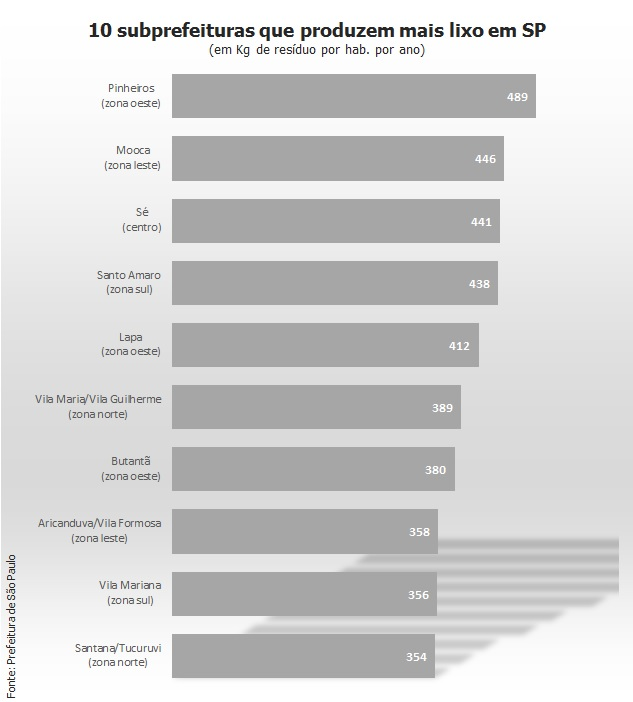 10 subprefeituras que produzem mais lixo em SP
(em Kg de resíduo por hab. por ano)
Pinheiros
(zona oeste)
489
Mooca
(zona leste)
446
Sé
(centro)
441
Santo Amaro
(zona sul)
438
Lapa
(zona oeste)
412
Vila Maria/Vila Guilherme
(zona norte)
389
Butantã
(zona oeste)
380
Aricanduva/Vila Formosa
(zona leste)
358
Vila Mariana
(zona sul)
356
Santana/Tucuruvi
(zona norte)
354
Fonte: Prefeitura de São Paulo